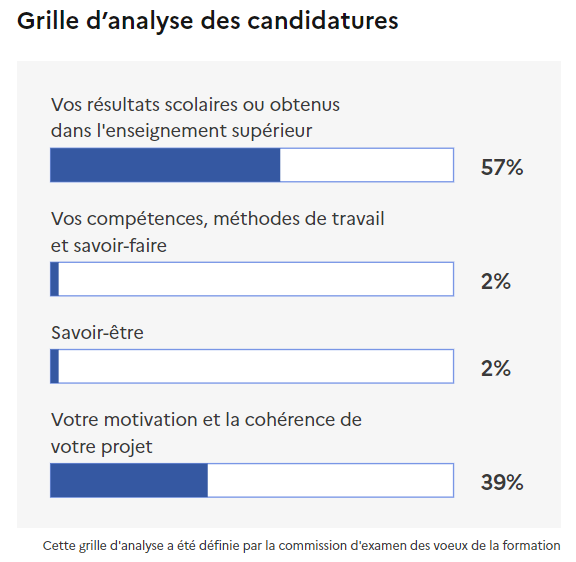 Grille d’analyse des candidatures
Vos résultats scolaires ou obtenus
dans l'enseignement supérieur
57%
Vos compétences, méthodes de travail
et savoir-faire
2%
Savoir-être
2%
Votre motivation et la cohérence de
votre projet
39%
Cette grille d'analyse a été définie par la commission d'examen des voeux de la formation